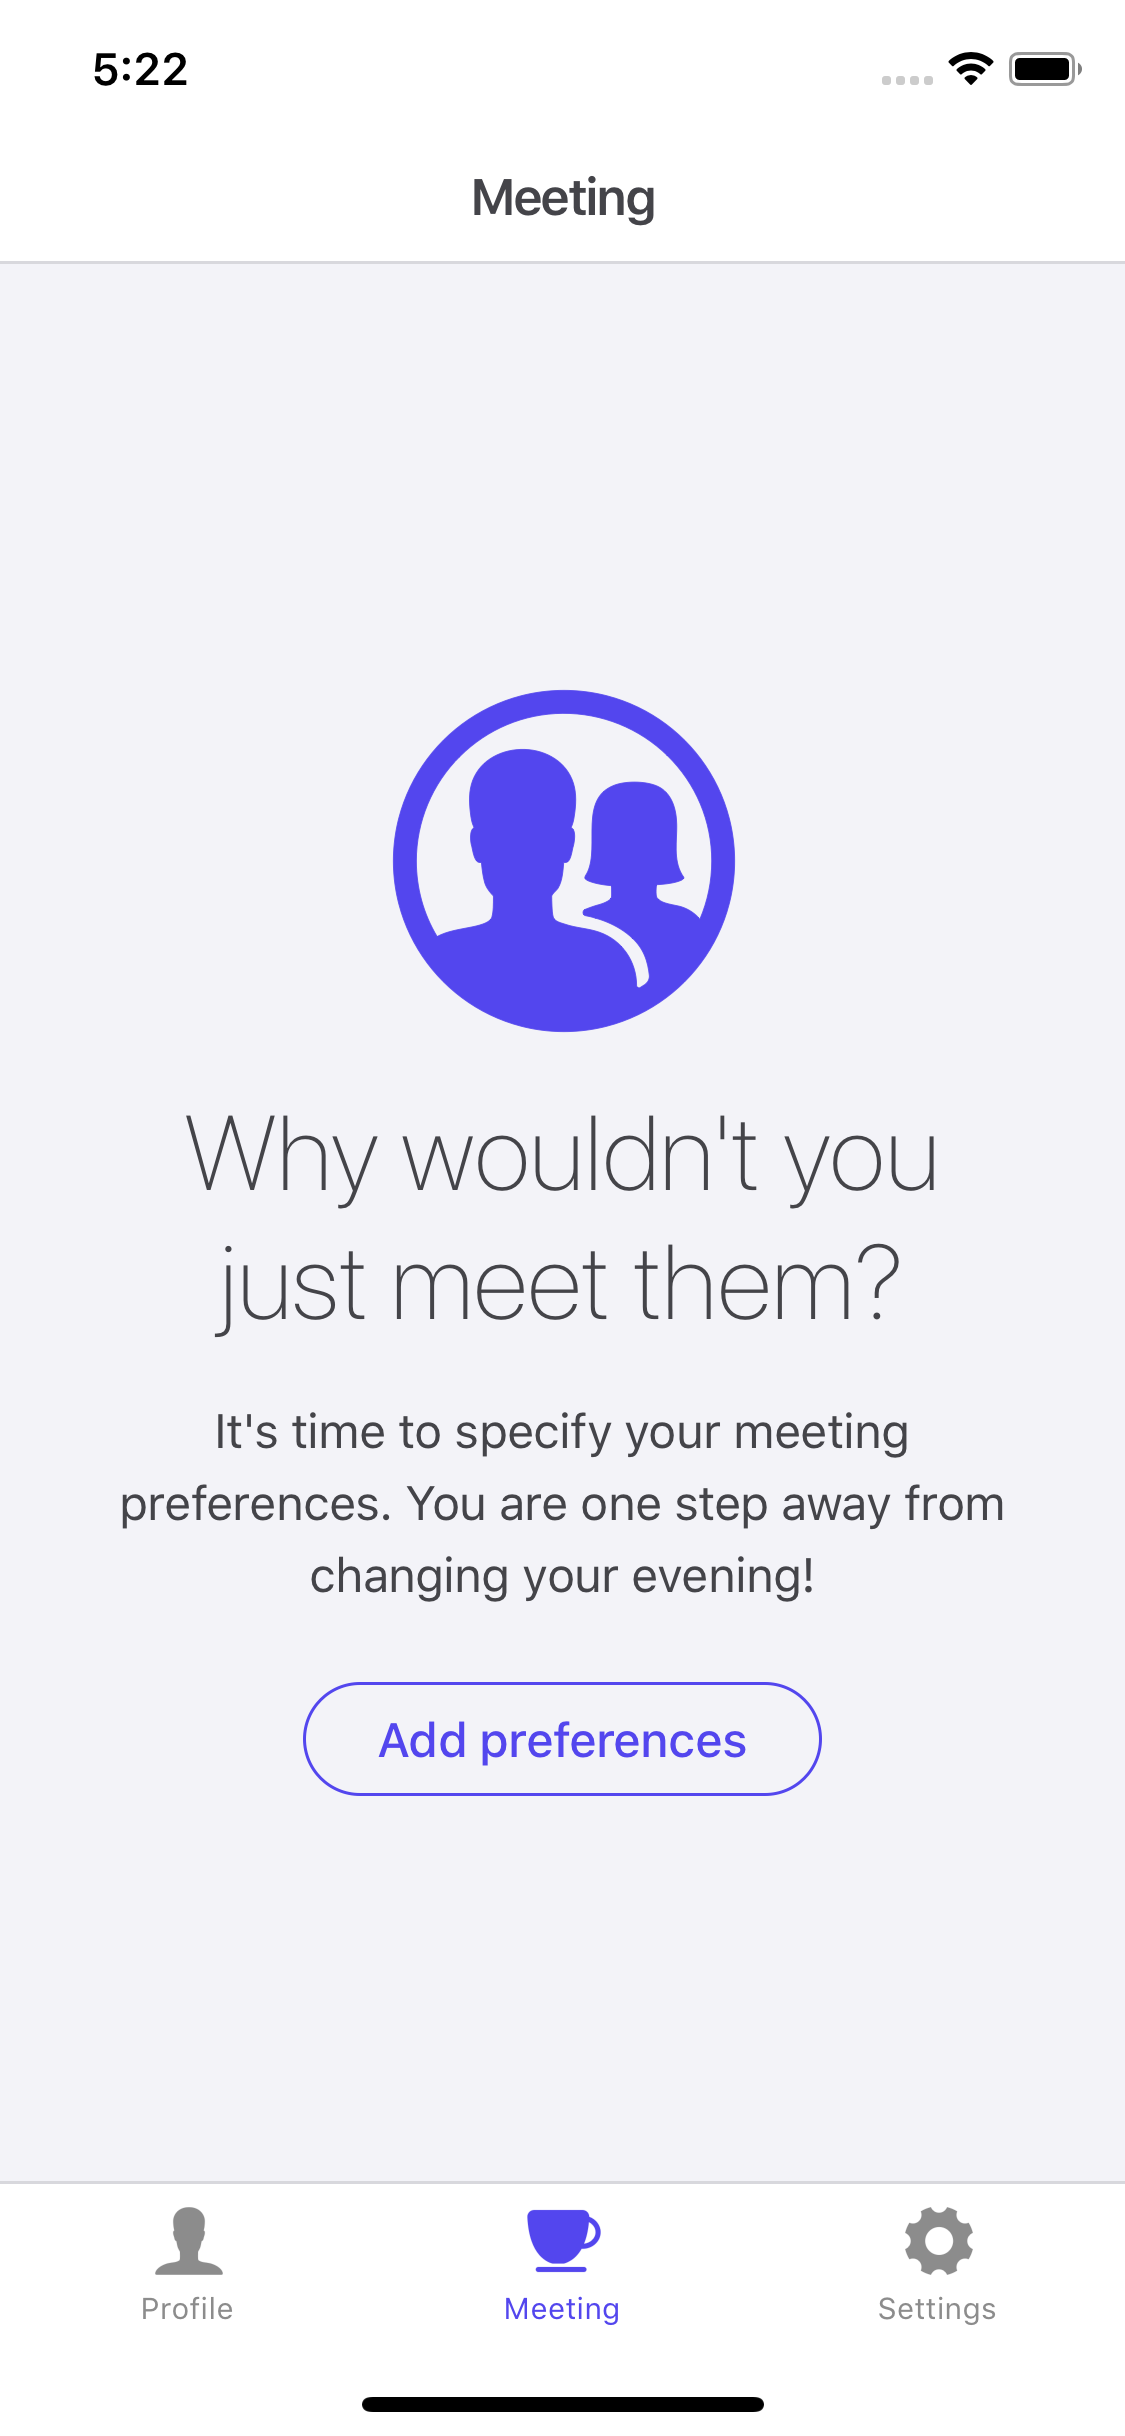 5:22
Meeting
Why wouldn't you
just meet them?
It's time to specify your meeting
preferences. You are one step away from
changing your evening!
Add preferences
Profile
Meeting
Settings